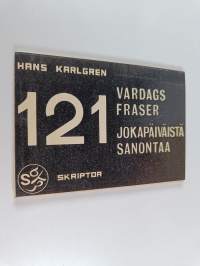 HANS KARLGREN
121
VARDAGS
FRASER
JOKAPÄIVÄISTÄ
SANONTAA
SKRIPTOR